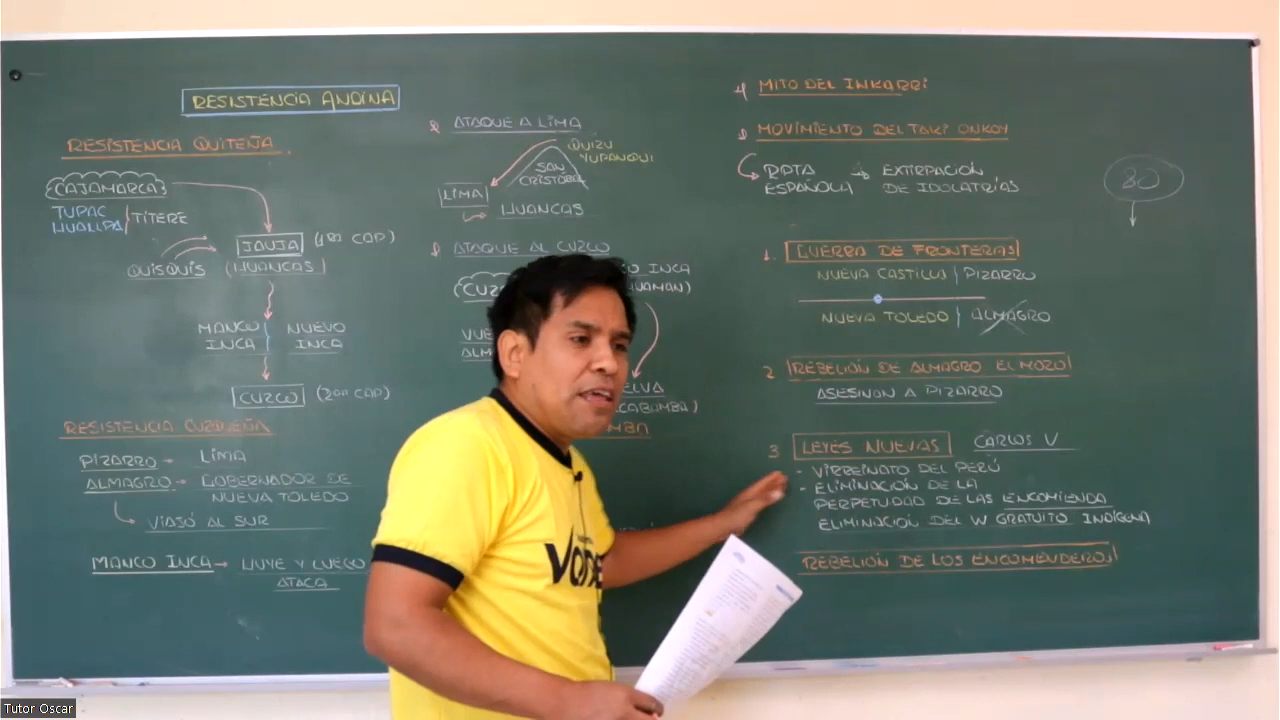 RESISTENCIA ANDINA
RESISTENCIA QUITEÑA
CAJAMARCA
TUPAC
HUALLPA / TÍTERE
JAUJA (1RA CAP)
QUISQUIS (HUANCAS)
MANCO NUEVO
INCA INCA
CUZCO (2DA CAP)
RESISTENCIA CUZQUEÑA
PIZARRO LIMA
ALMAGRO GOBERNADOR DE
NUEVA TOLEDO
VIAJÓ AL SUR
MANCO INCA HUYE Y LUEGO
ATACA
ATAQUE A LIMA
QUIZU
YUPANQUI
SAN
CRISTÓBAL
LIMA
HUANCAS
ATAQUE AL CUZCO
INCA
MITO DEL INKARRI
MOVIMIENTO DEL TAKI ONKOY
RPTA EXTIRPACIÓN
ESPAÑOLA DE IDOLATRÍAS
80
1. GUERRA DE FRONTERAS
NUEVA CASTILLA | PIZARRO
NUEVA TOLEDO | ALMAGRO
2 REBELIÓN DE ALMAGRO EL MOZO
ASESINAN A PIZARRO
3 LEYES NUEVAS CARLOS V
- VIRREINATO DEL PERÚ
- ELIMINACIÓN DE LA
PERPETUIDAD DE LAS ENCOMIENDA
ELIMINACIÓN DEL W GRATUITO INDÍGENA
REBELIÓN DE LOS ENCOMENDEROS
Tutor Oscar